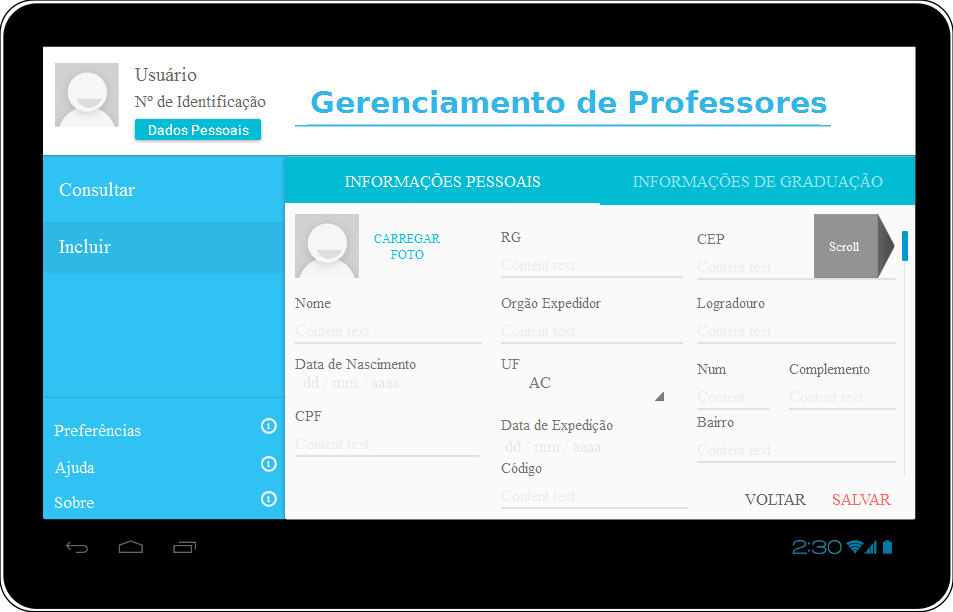 Usuário
Nº de Identificação
Dados Pessoais
Gerenciamento de Professores
Consultar
Incluir
Preferências
Ajuda
Sobre
INFORMAÇÕES PESSOAIS
INFORMAÇÕES DE GRADUAÇÃO
CARREGAR
FOTO
Nome
Content text
Data de Nascimento
dd / mm / aaaa
CPF
Content text
RG
Content text
Orgão Expedidor
Content text
UF
AC
Data de Expedição
dd / mm / aaaa
Código
Content text
CEP
Content text
Scroll
Logradouro
Content text
Num
Content
Complemento
Content text
Bairro
Content text
VOLTAR
SALVAR
2:30